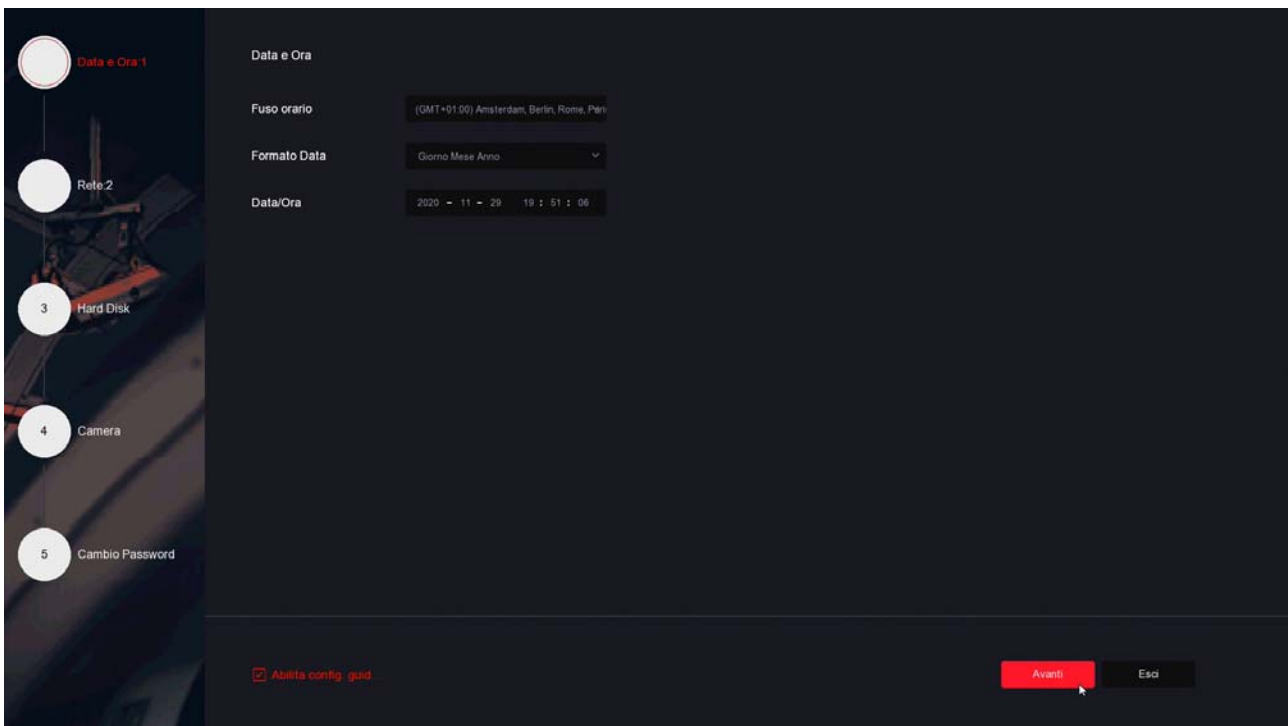 Data e Ora:1
Rete:2
3 Hard Disk
4 Camera
5 Cambio Password
Data e Ora
Fuso orario (GMT+01:00) Amsterdam, Berlin, Rome,
Formato Data Giorno Mese Anno
Data/Ora 2020 - 11 - 29 19 : 51 : 06
Abilita config. guid...
Avanti Esci